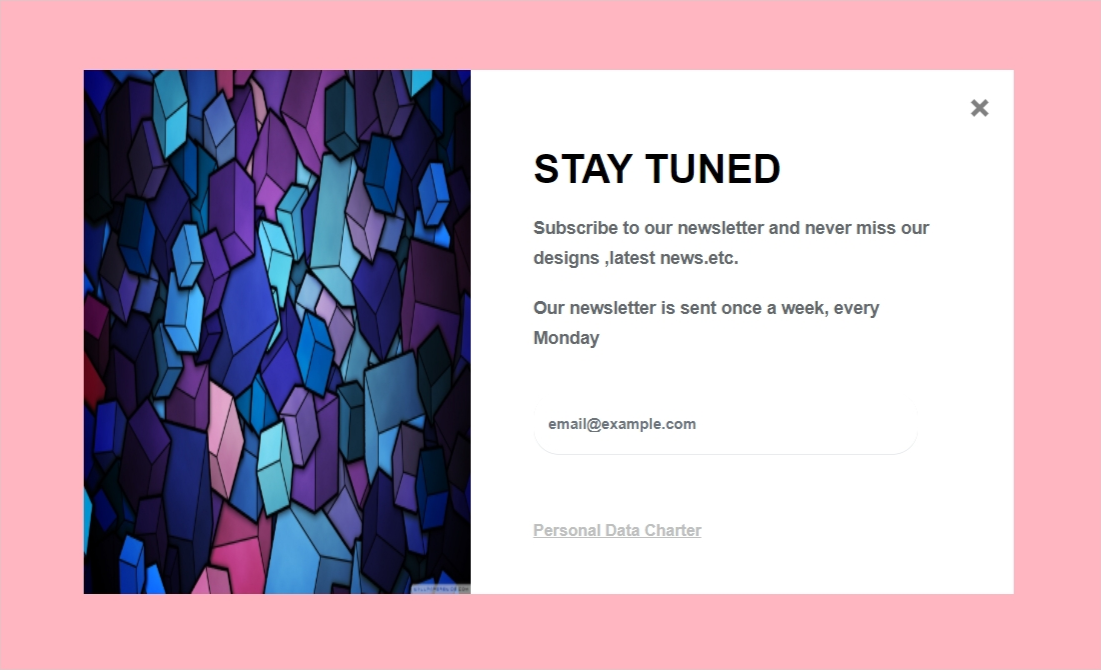 STAY TUNED
Subscribe to our newsletter and never miss our
designs ,latest news.etc.
Our newsletter is sent once a week, every
Monday
email@example.com
Personal Data Charter